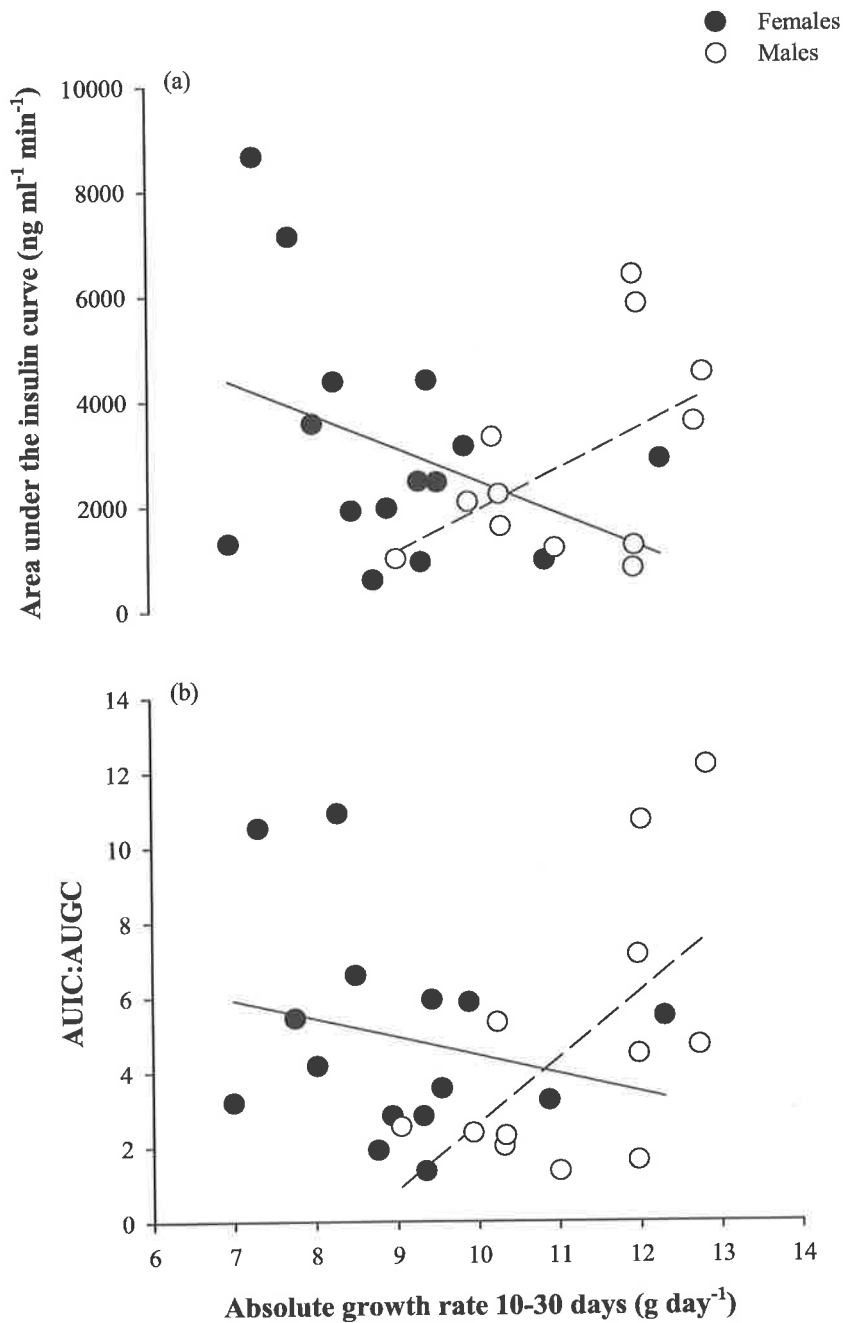 Females
Males
(a)
Area under the insulin curve (ng ml⁻¹ min⁻¹)
10000
8000
6000
4000
2000
0
(b)
AUIC:AUGC
14
12
10
8
6
4
2
0
6 7 8 9 10 11 12 13 14
Absolute growth rate 10-30 days (g day⁻¹)